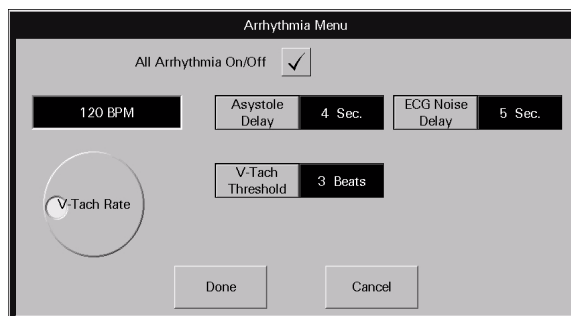 Arrhythmia Menu
All Arrhythmia On/Off
120 BPM
Asystole
Delay
4 Sec.
ECG Noise
Delay
5 Sec.
V-Tach Rate
V-Tach
Threshold
3 Beats
Done
Cancel